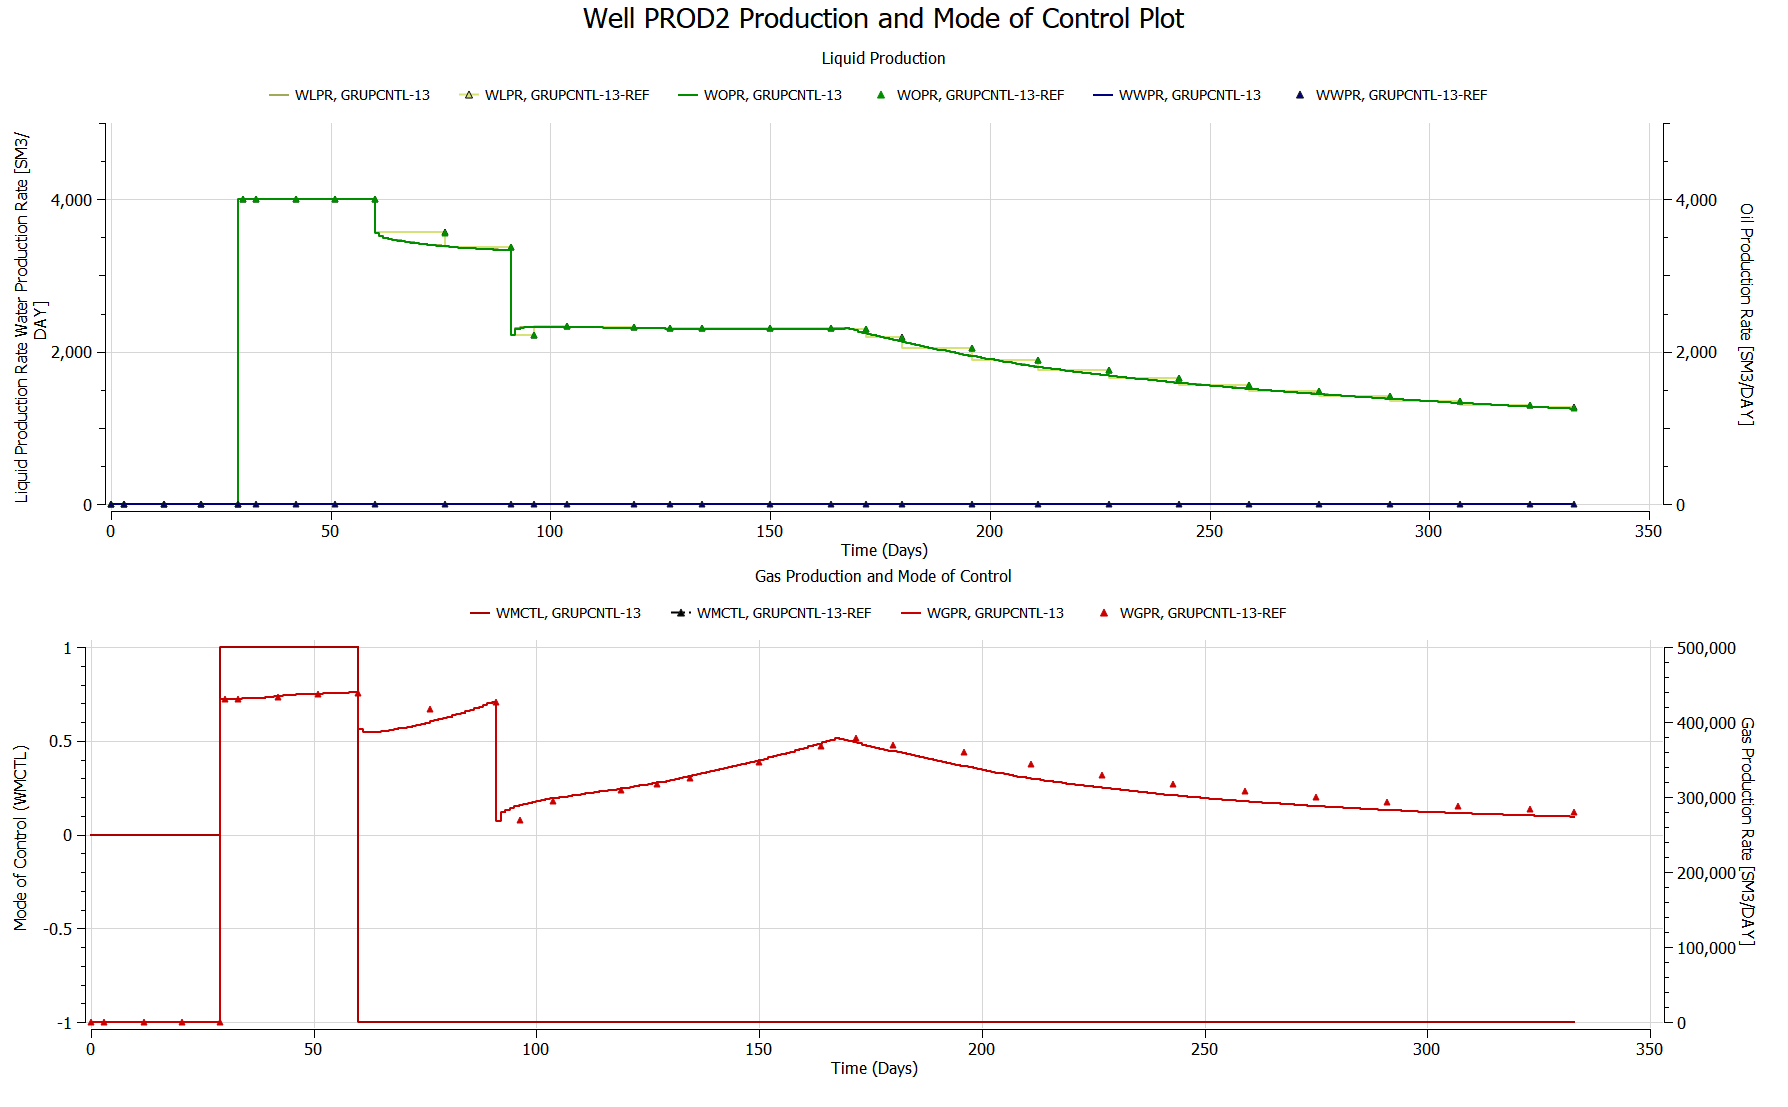 Well PROD2 Production and Mode of Control Plot
Liquid Production
WLPR, GRUPCNTL-13 WLPR, GRUPCNTL-13-REF WOPR, GRUPCNTL-13 WOPR, GRUPCNTL-13-REF WWPR, GRUPCNTL-13 WWPR, GRUPCNTL-13-REF
Liquid Production Rate Water Production Rate [SM3/
DAY]
4,000
2,000
0
4,000
2,000
0
Oil Production Rate [SM3/DAY]
0 50 100 150 200 250 300 350
Time (Days)
Gas Production and Mode of Control
WMCTL, GRUPCNTL-13 WMCTL, GRUPCNTL-13-REF WGPR, GRUPCNTL-13 WGPR, GRUPCNTL-13-REF
Mode of Control (WMCTL)
1
0.5
0
-0.5
-1
500,000
400,000
300,000
200,000
100,000
0
Gas Production Rate [SM3/DAY]
0 50 100 150 200 250 300 350
Time (Days)